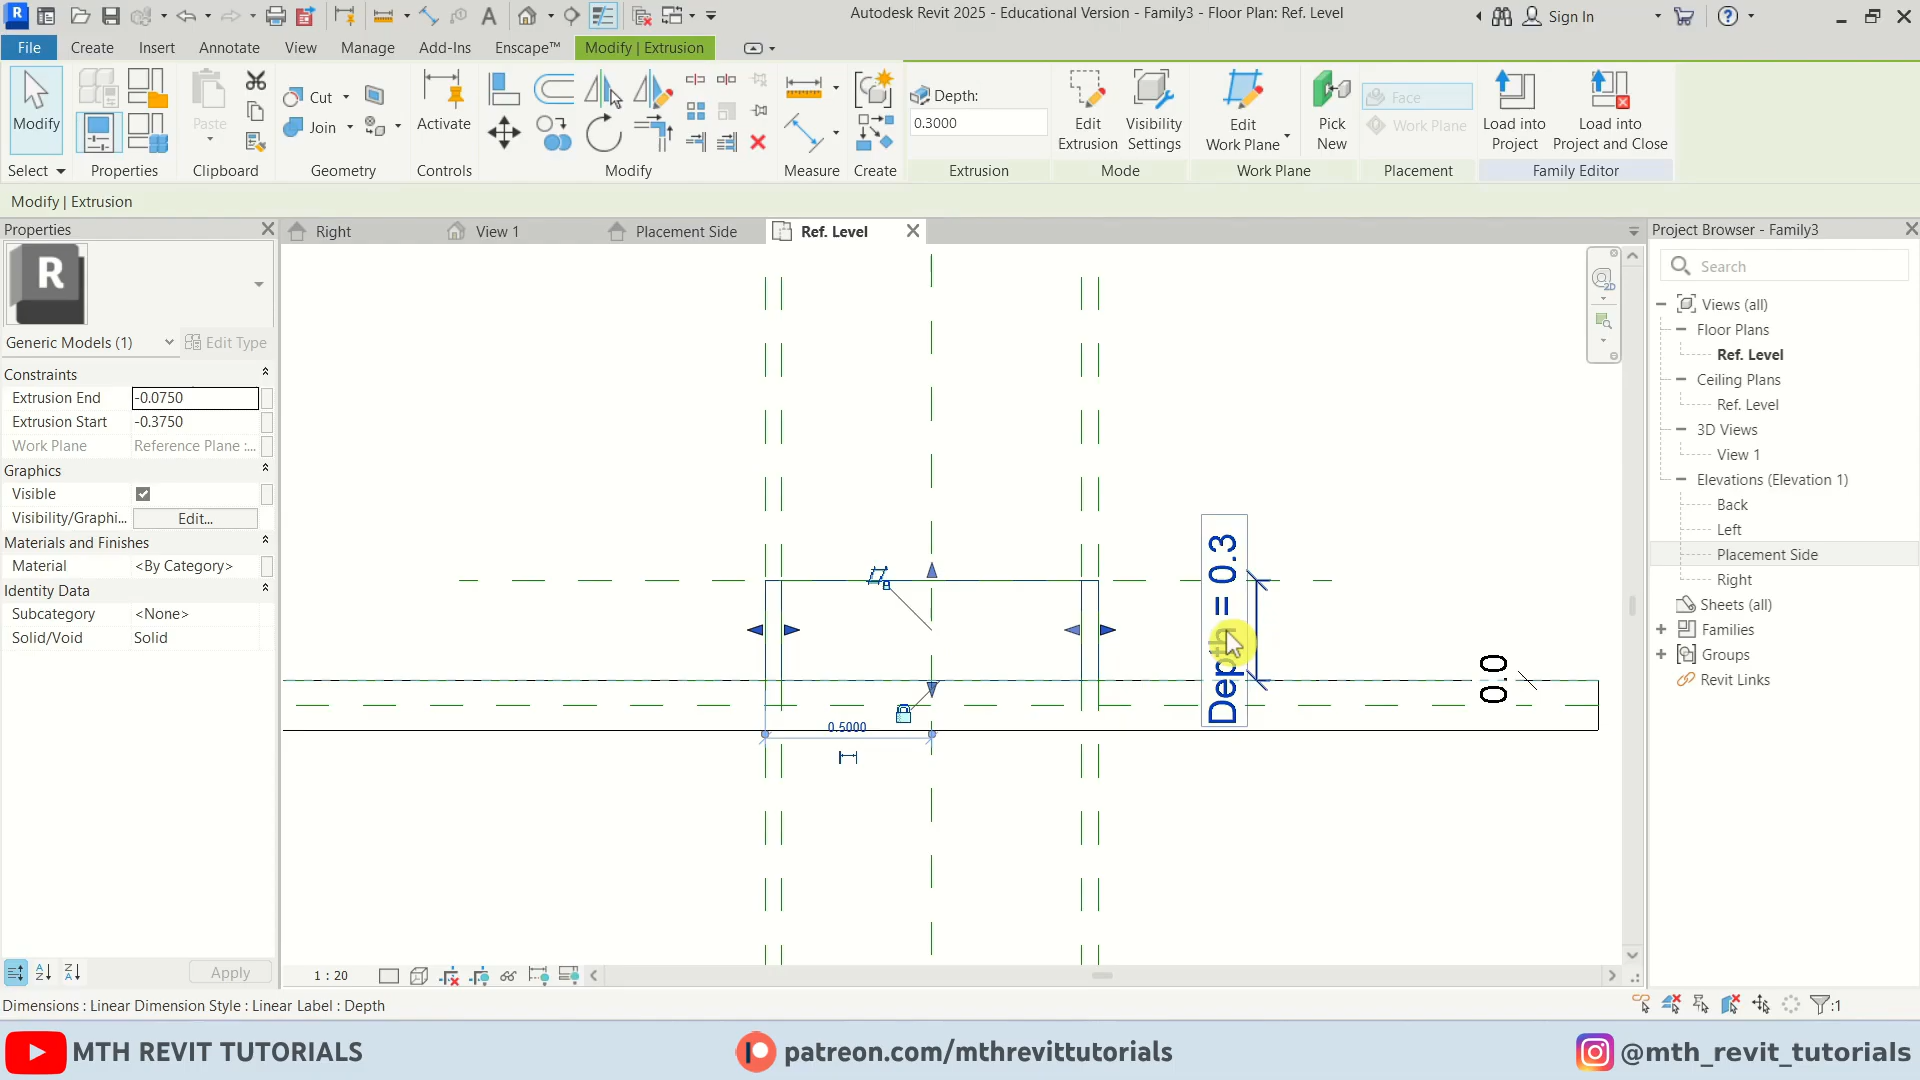 Autodesk Revit 2025 - Educational Version - Family3 - Floor Plan: Ref. Level
Sign In
File Create Insert Annotate View Manage Add-Ins Enscape™ Modify | Extrusion
Modify
Paste
Cut
Join
Activate
Depth:
0.3000
Edit Extrusion
Visibility Settings
Edit Work Plane
Pick New
Face
Work Plane
Load into Project
Load into Project and Close
Select Properties Clipboard Geometry Controls Modify Measure Create Extrusion Mode Work Plane Placement Family Editor
Modify | Extrusion
Properties
Right View 1 Placement Side Ref. Level
Project Browser - Family3
R
Generic Models (1) Edit Type
Constraints
Extrusion End -0.0750
Extrusion Start -0.3750
Work Plane Reference Plane :...
Graphics
Visible
Visibility/Graphi... Edit...
Materials and Finishes
Material <By Category>
Identity Data
Subcategory <None>
Solid/Void Solid
Apply
2D
Depth = 0.3
0.5000
0.0
Search
Views (all)
Floor Plans
Ref. Level
Ceiling Plans
Ref. Level
3D Views
View 1
Elevations (Elevation 1)
Back
Left
Placement Side
Right
Sheets (all)
Families
Groups
Revit Links
1 : 20
Dimensions : Linear Dimension Style : Linear Label : Depth
:1
MTH REVIT TUTORIALS
patreon.com/mthrevittutorials
@mth_revit_tutorials